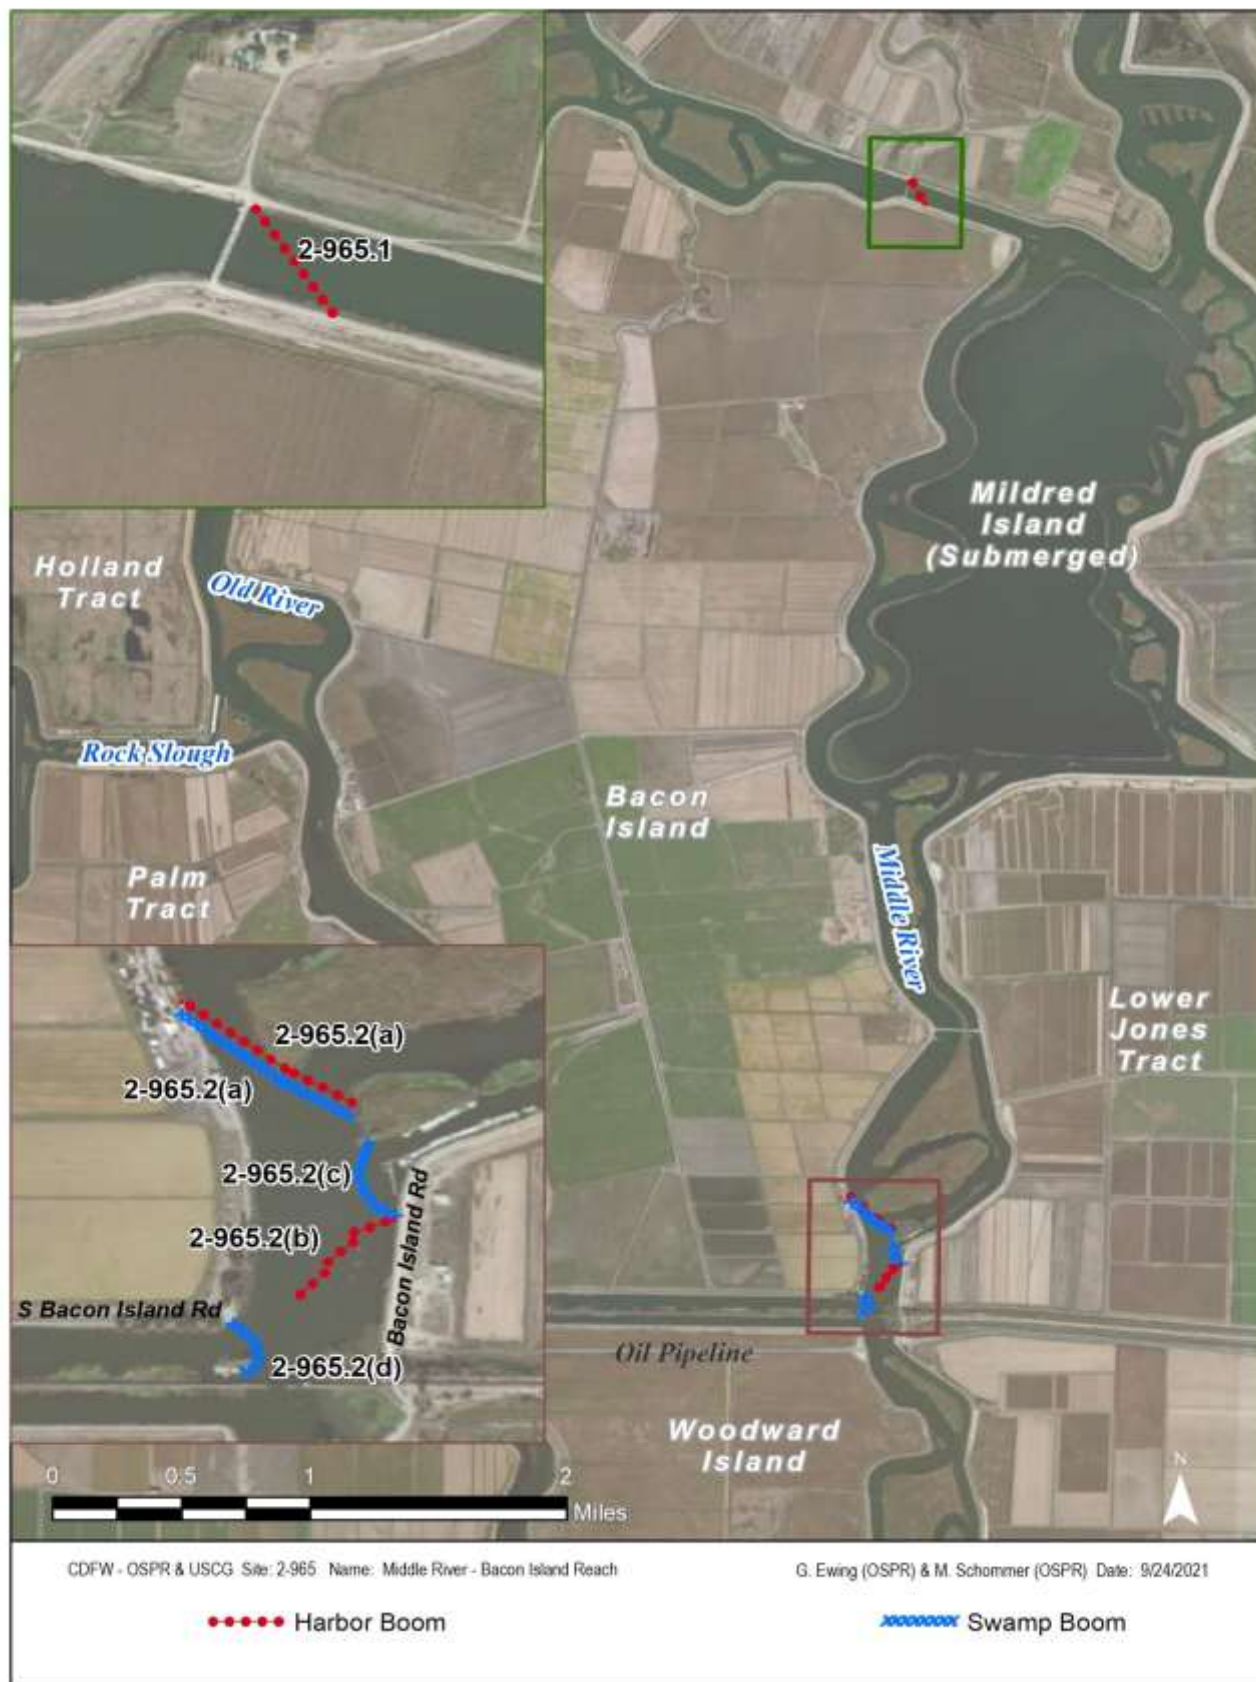 2-965.1
Mildred
Island
(Submerged)
Holland
Tract
Old River
Rock Slough
Bacon
Island
Palm
Tract
Middle River
Lower
Jones
Tract
2-965.2(a)
2-965.2(a)
2-965.2(c)
2-965.2(b)
Bacon Island Rd
S Bacon Island Rd
2-965.2(d)
Oil Pipeline
Woodward
Island
0 0.5 1 2
Miles
N
CDFW - OSPR & USCG Site: 2-965 Name: Middle River - Bacon Island Reach
G. Ewing (OSPR) & M. Schommer (OSPR) Date: 9/24/2021
Harbor Boom
Swamp Boom